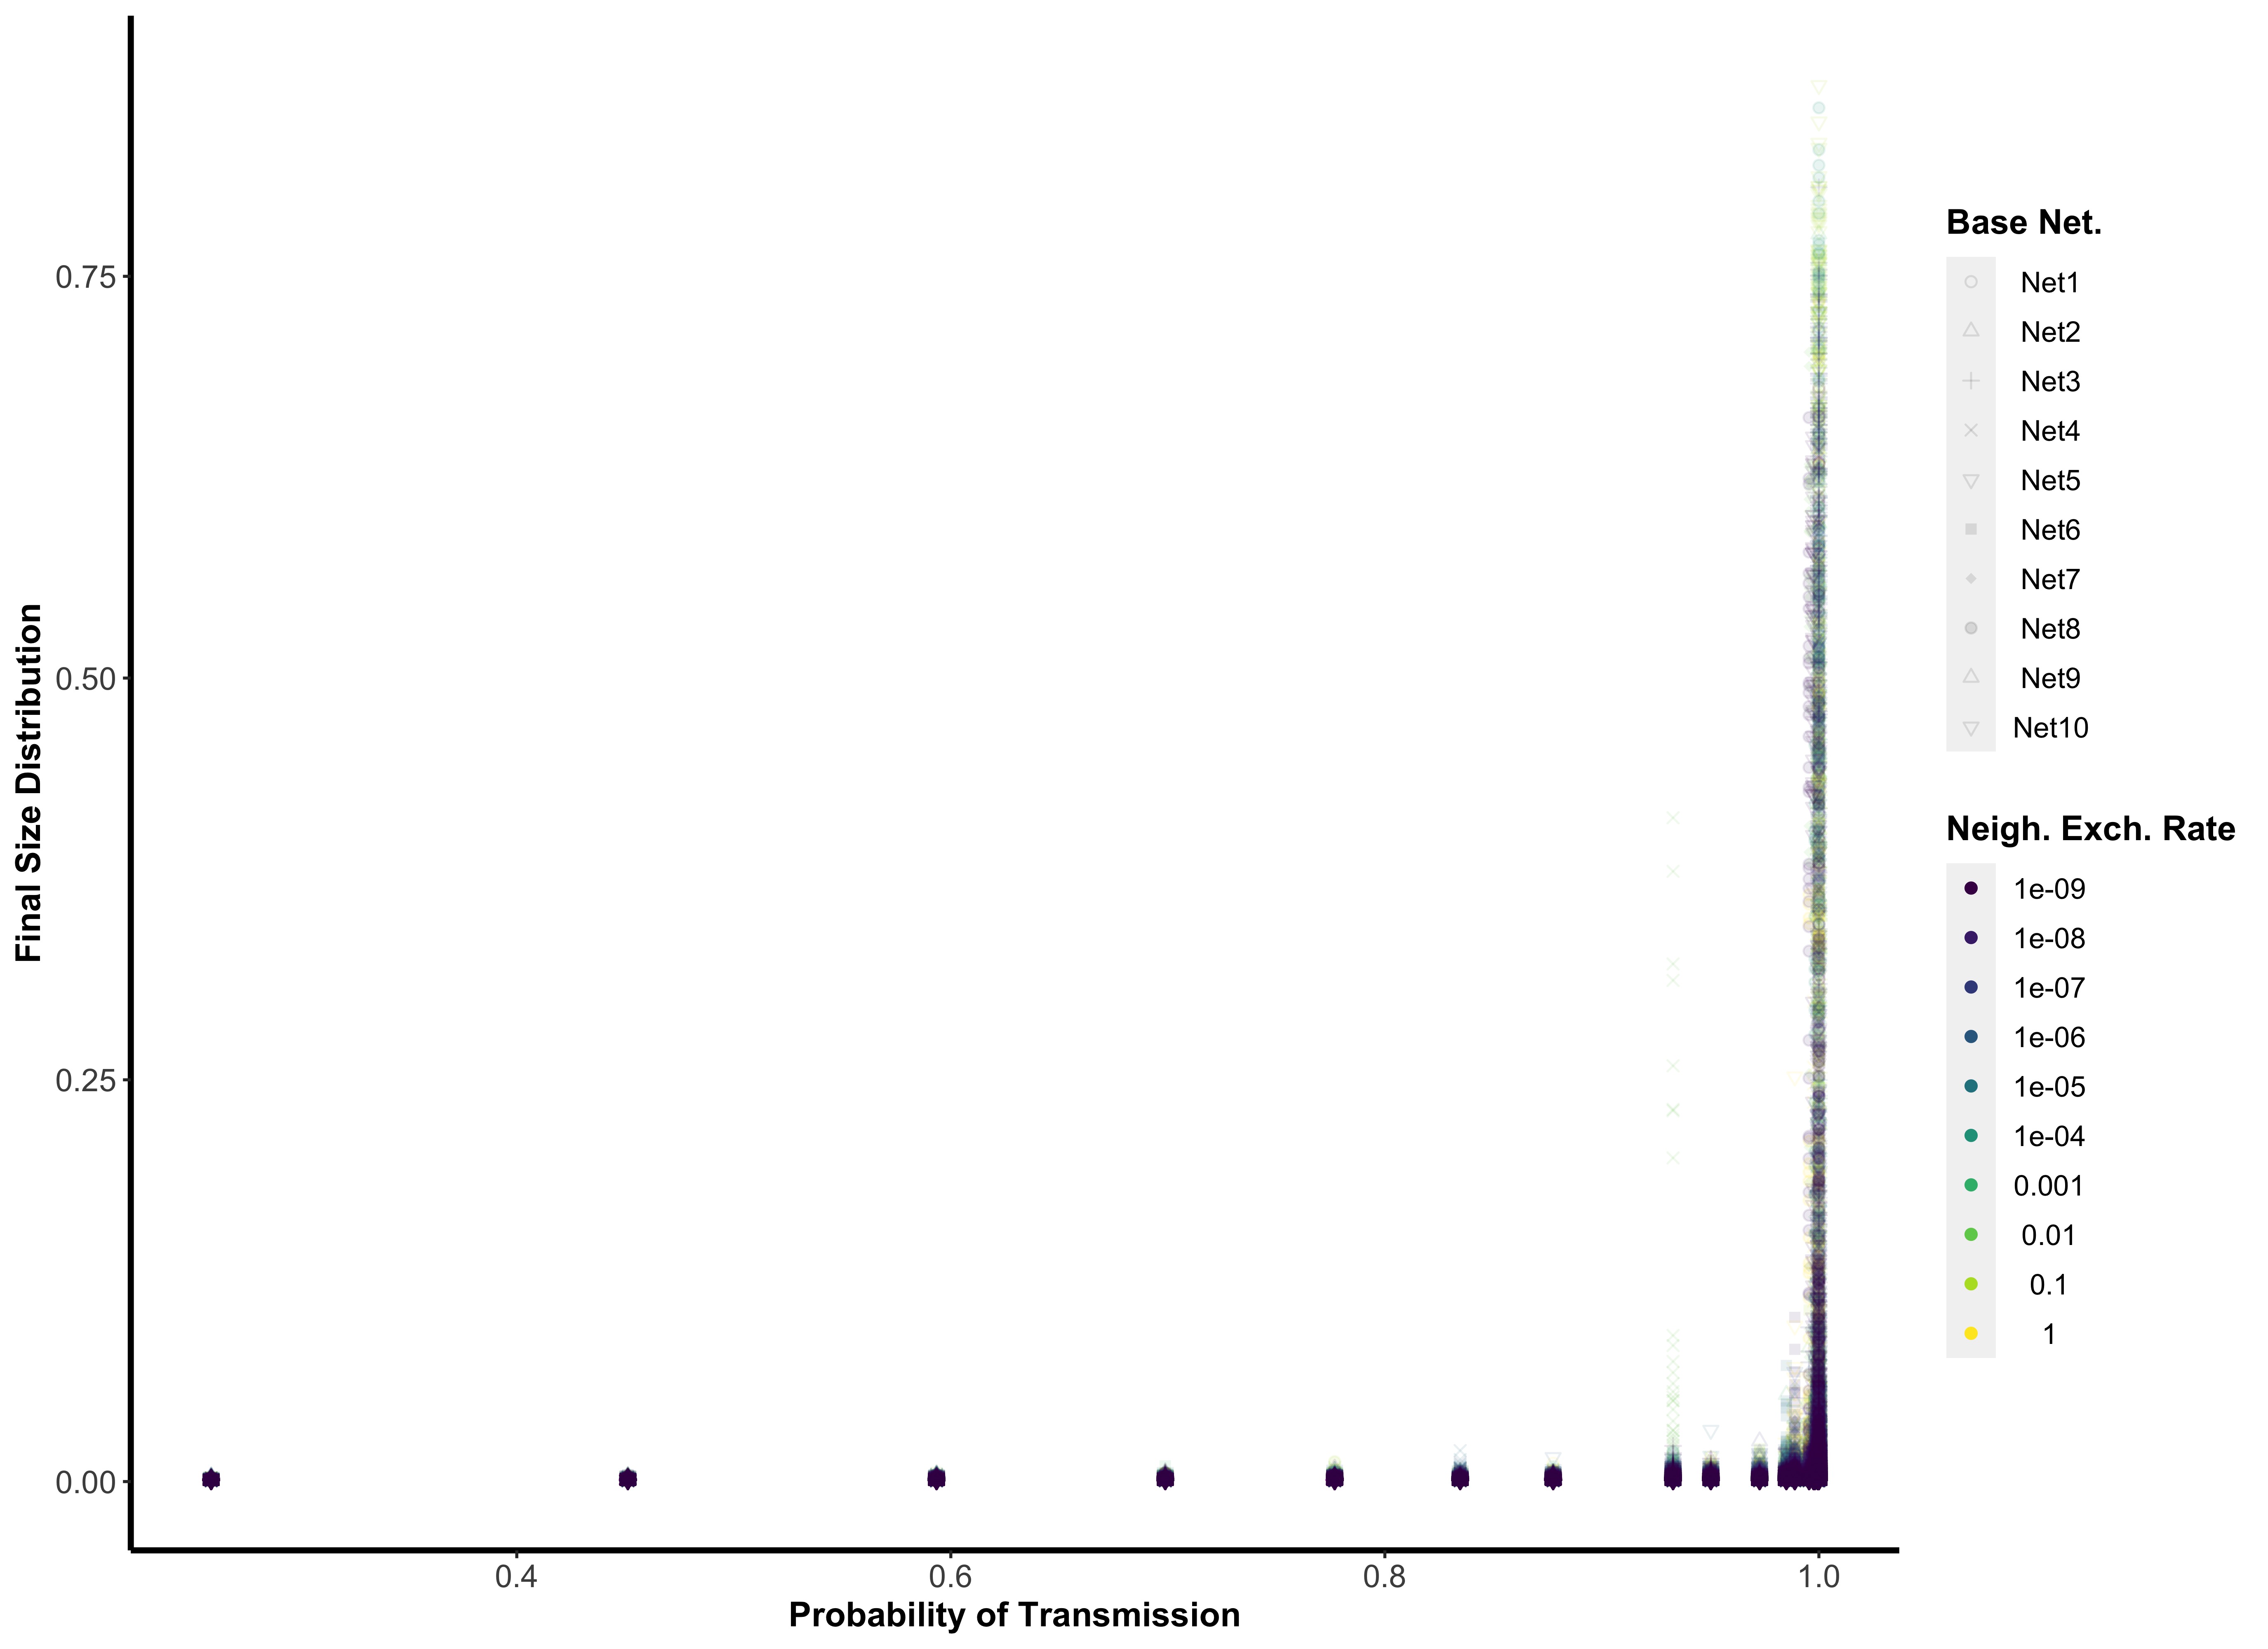 Final Size Distribution
0.75
0.50
0.25
0.00
0.4
0.6
0.8
1.0
Probability of Transmission
Base Net.
Net1
Net2
Net3
Net4
Net5
Net6
Net7
Net8
Net9
Net10
Neigh. Exch. Rate
1e-09
1e-08
1e-07
1e-06
1e-05
1e-04
0.001
0.01
0.1
1